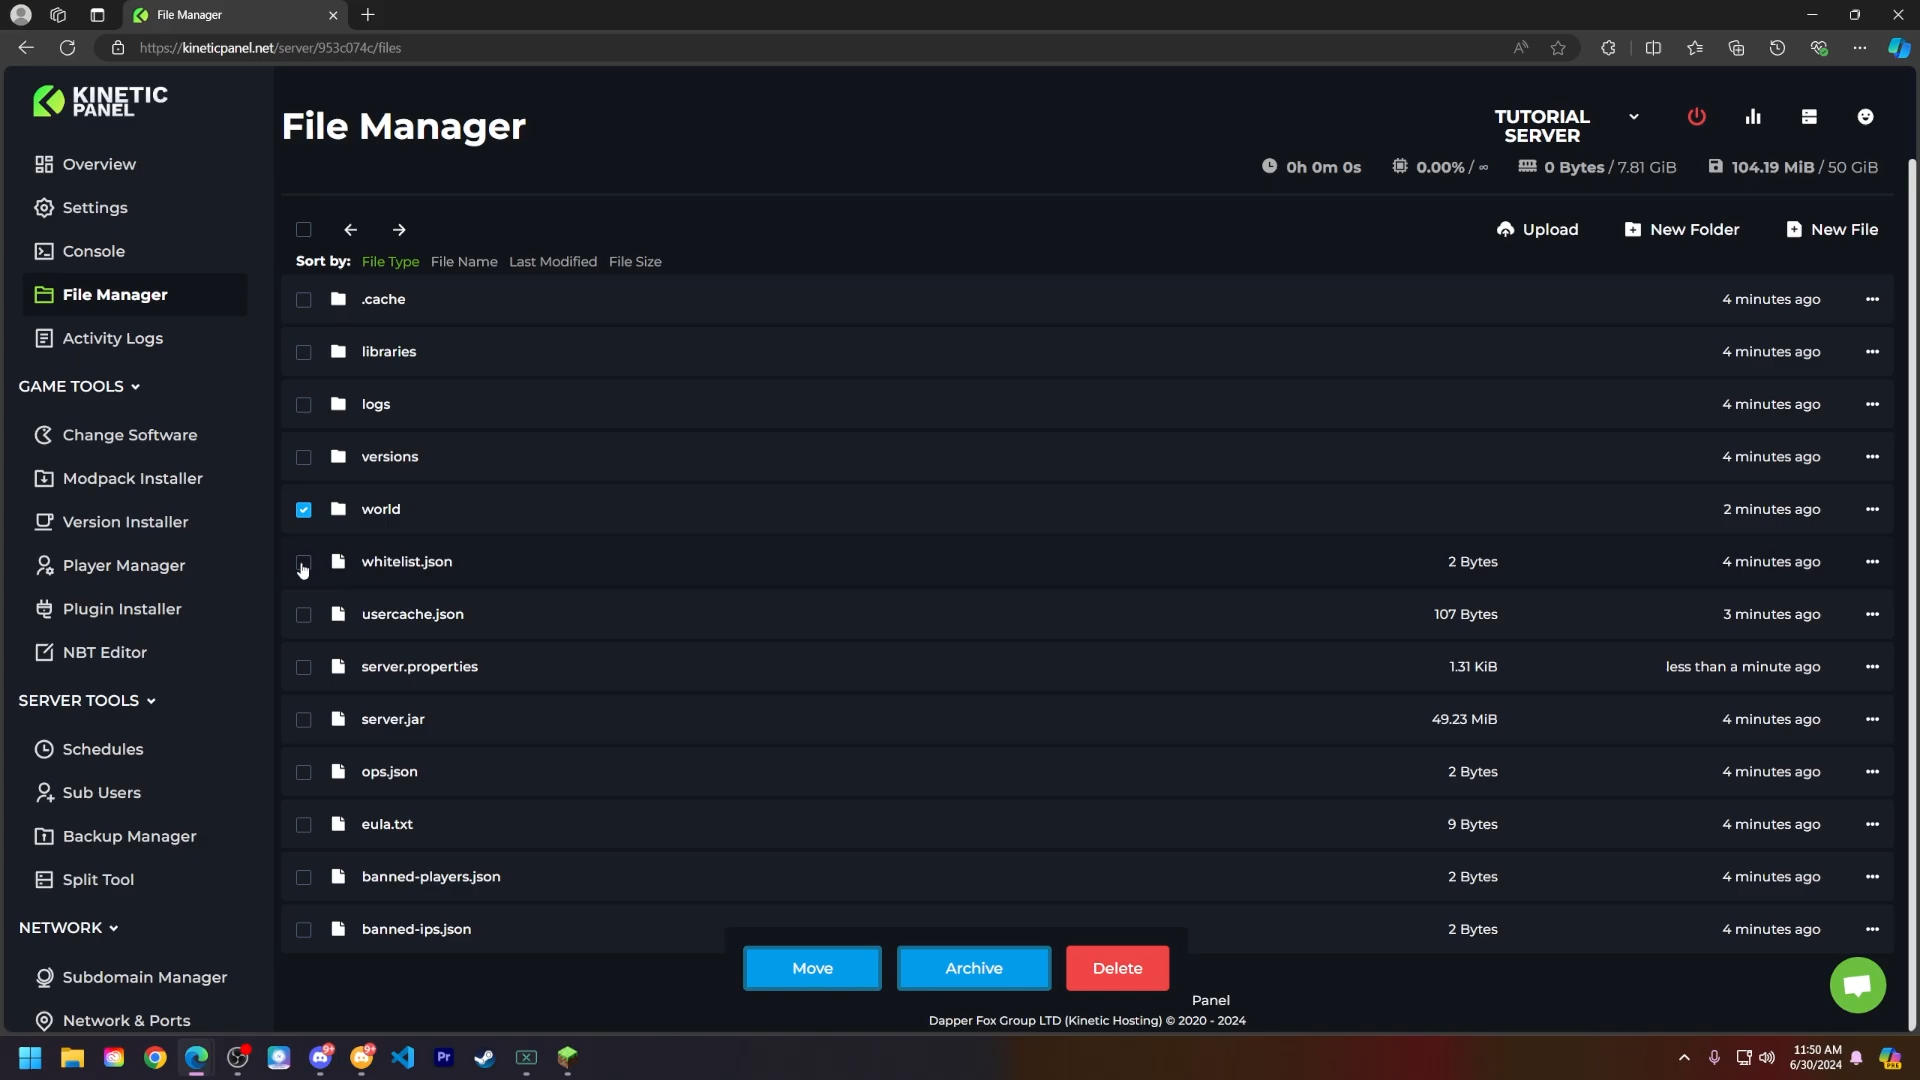 File Manager
https://kineticpanel.net/server/953c074c/files
KINETIC
PANEL
File Manager
TUTORIAL
SERVER
0h 0m 0s
0.00% / ∞
0 Bytes / 7.81 GiB
104.19 MiB / 50 GiB
Overview
Settings
Console
File Manager
Activity Logs
GAME TOOLS
Change Software
Modpack Installer
Version Installer
Player Manager
Plugin Installer
NBT Editor
SERVER TOOLS
Schedules
Sub Users
Backup Manager
Split Tool
NETWORK
Subdomain Manager
Network & Ports
Upload New Folder New File
Sort by: File Type File Name Last Modified File Size
.cache 4 minutes ago
libraries 4 minutes ago
logs 4 minutes ago
versions 4 minutes ago
world 2 minutes ago
whitelist.json 2 Bytes 4 minutes ago
usercache.json 107 Bytes 3 minutes ago
server.properties 1.31 KiB less than a minute ago
server.jar 49.23 MiB 4 minutes ago
ops.json 2 Bytes 4 minutes ago
eula.txt 9 Bytes 4 minutes ago
banned-players.json 2 Bytes 4 minutes ago
banned-ips.json 2 Bytes 4 minutes ago
Move Archive Delete
Panel
Dapper Fox Group LTD (Kinetic Hosting) © 2020 - 2024
9+
9+
Pr
11:50 AM
6/30/2024
PRE